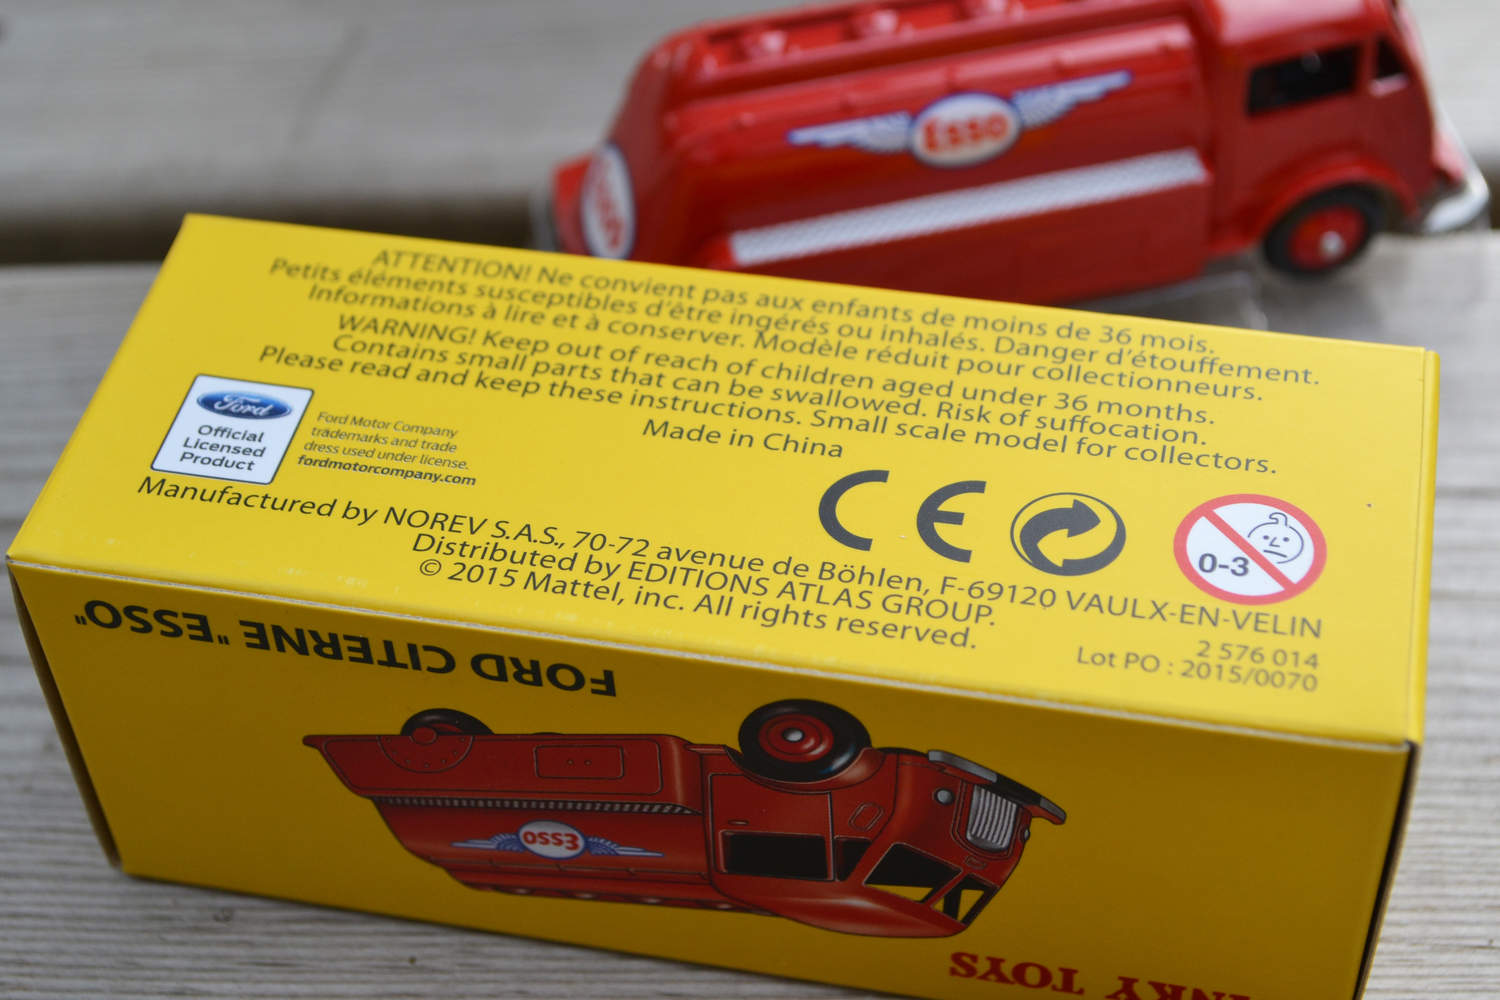 Esso
ATTENTION! Ne convient pas aux enfants de moins de 36 mois.
Petits éléments susceptibles d'être ingérés ou inhalés. Danger d'étouffement.
Informations à lire et à conserver. Modèle réduit pour collectionneurs.
WARNING! Keep out of reach of children aged under 36 months.
Contains small parts that can be swallowed. Risk of suffocation.
Please read and keep these instructions. Small scale model for collectors.
Made in China
Ford
Official
Licensed
Product
Ford Motor Company
trademarks and trade
dress used under license.
fordmotorcompany.com
CE
0-3
Manufactured by NOREV S.A.S., 70-72 avenue de Böhlen, F-69120 VAULX-EN-VELIN
Distributed by EDITIONS ATLAS GROUP.
© 2015 Mattel, inc. All rights reserved.
2 576 014
Lot PO : 2015/0070
FORD CITERNE "ESSO"
Esso
NKY TOYS